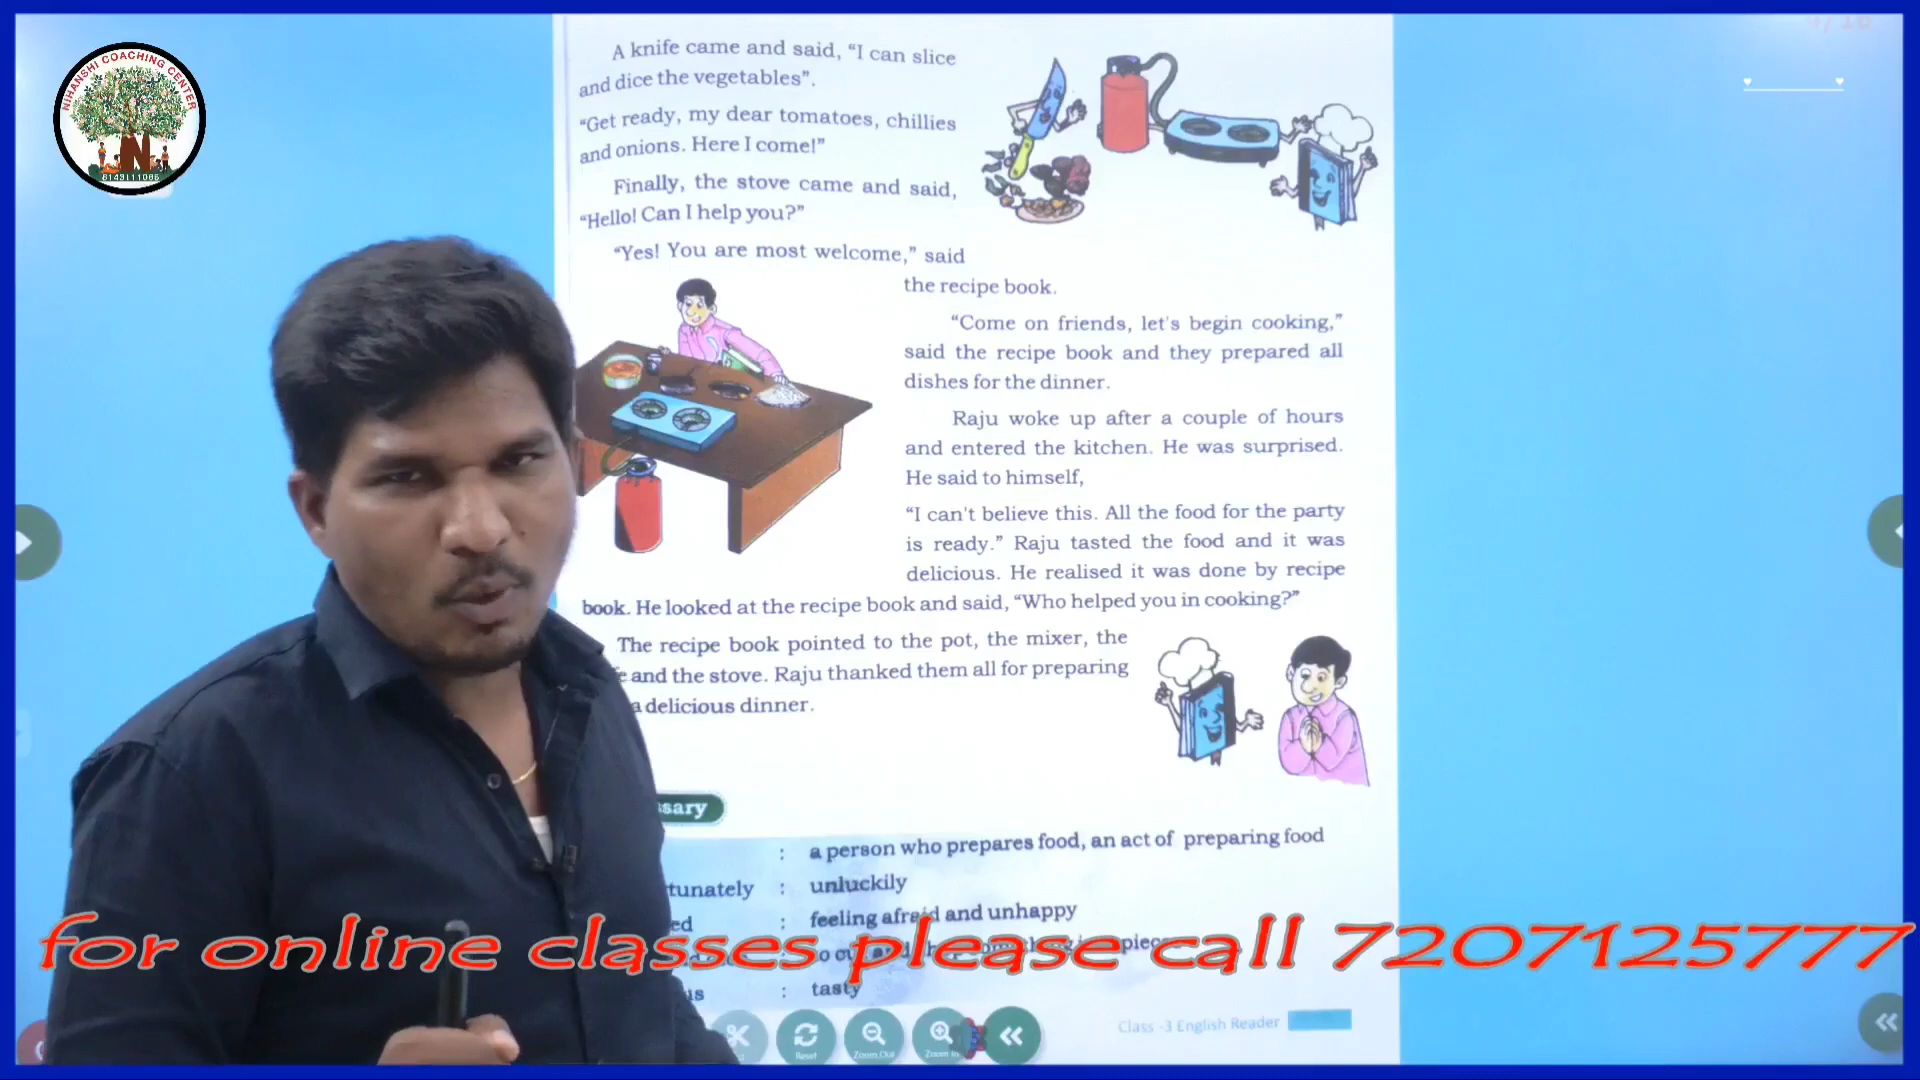 NIHANSHI COACHING CENTER
N
8143111066
A knife came and said, “I can slice
and dice the vegetables”.
“Get ready, my dear tomatoes, chillies
and onions. Here I come!”
Finally, the stove came and said,
“Hello! Can I help you?”
“Yes! You are most welcome,” said
the recipe book.
“Come on friends, let's begin cooking,”
said the recipe book and they prepared all
dishes for the dinner.
Raju woke up after a couple of hours
and entered the kitchen. He was surprised.
He said to himself,
“I can't believe this. All the food for the party
is ready.” Raju tasted the food and it was
delicious. He realised it was done by recipe
book. He looked at the recipe book and said, “Who helped you in cooking?”
The recipe book pointed to the pot, the mixer, the
and the stove. Raju thanked them all for preparing
a delicious dinner.
ssary
: a person who prepares food, an act of preparing food
tunately : unluckily
ed : feeling afraid and unhappy
us : tasty
for online classes please call 7207125777
Reset
Zoom Out
Zoom In
Class -3 English Reader